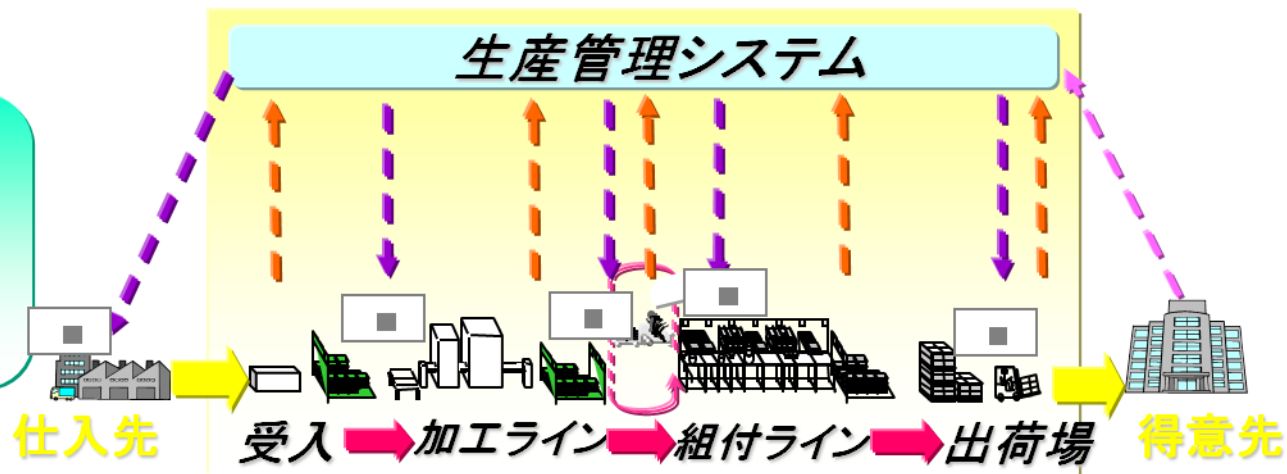 生産管理システム
仕入先
受入
加工ライン
組付ライン
出荷場
得意先